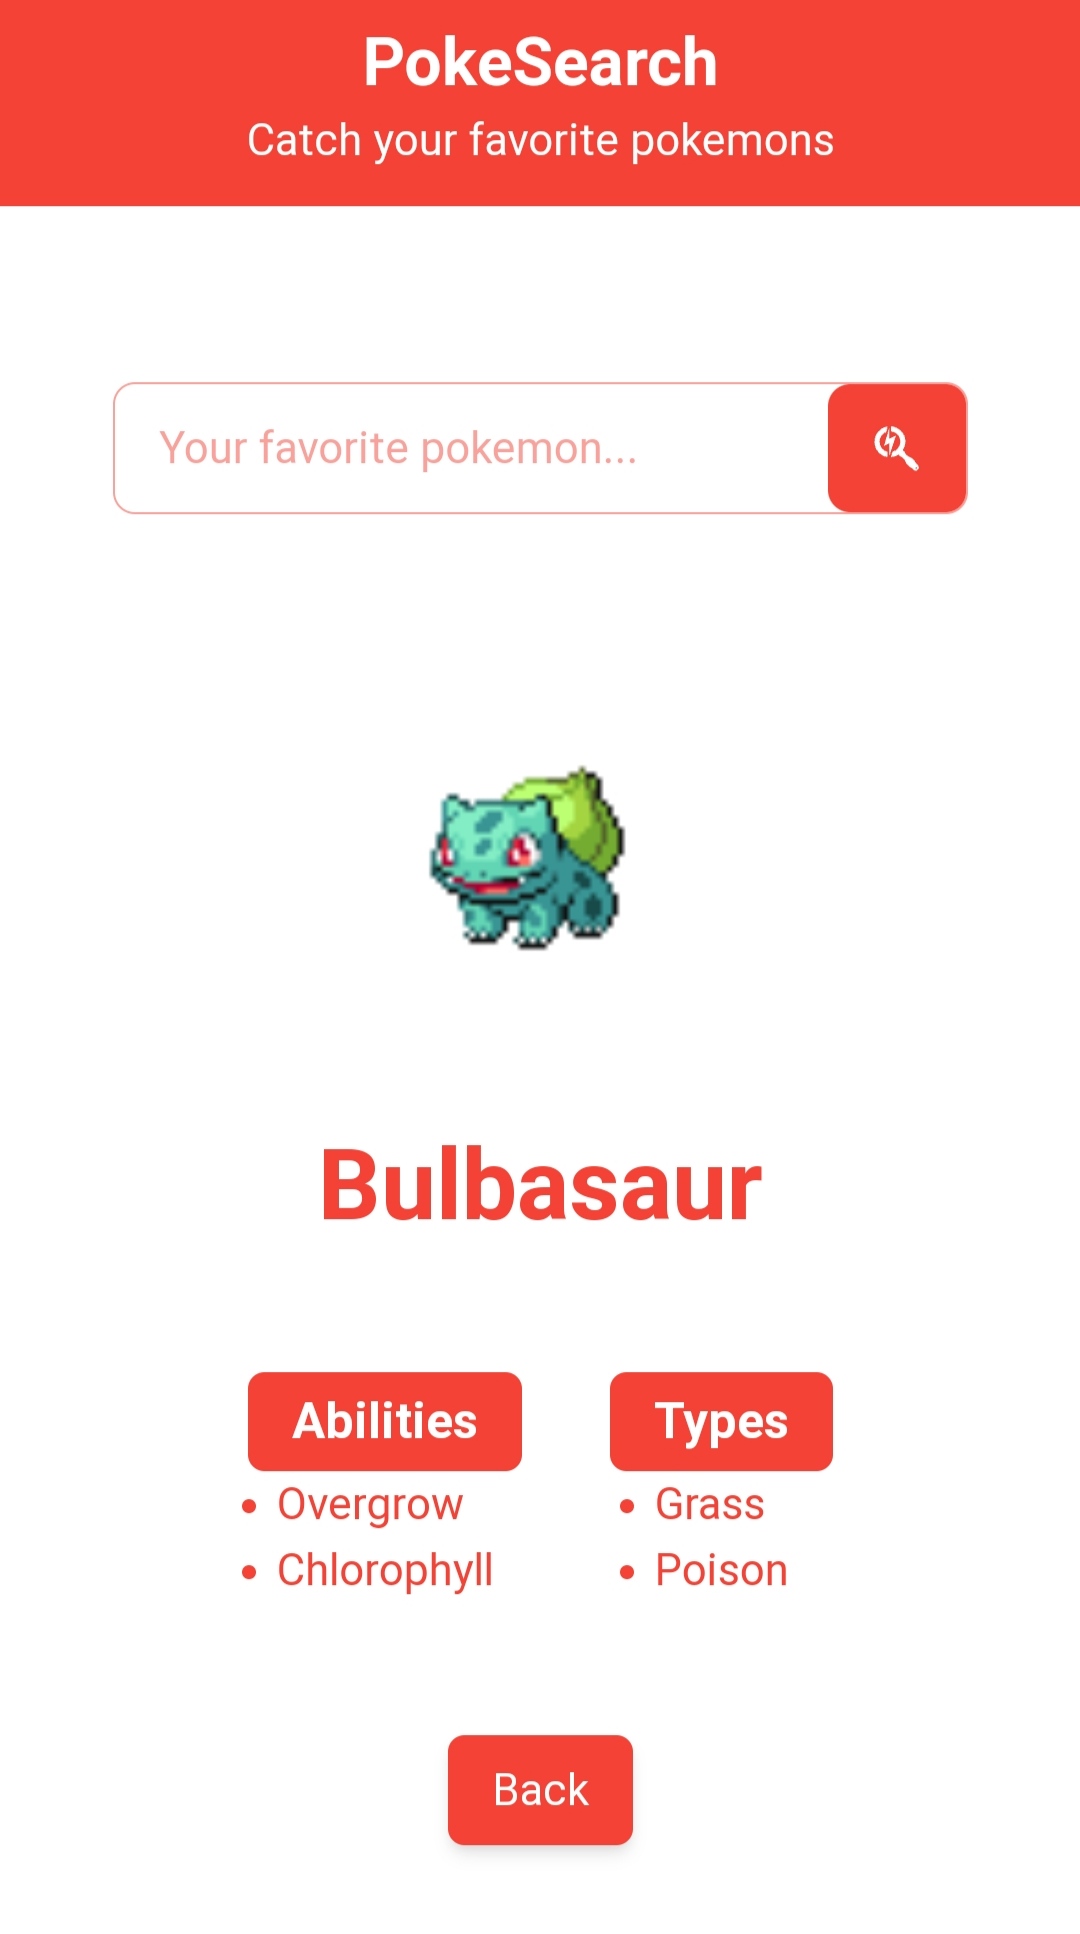 PokeSearch
Catch your favorite pokemons
Your favorite pokemon...
Bulbasaur
Abilities
Overgrow
Chlorophyll
Types
Grass
Poison
Back